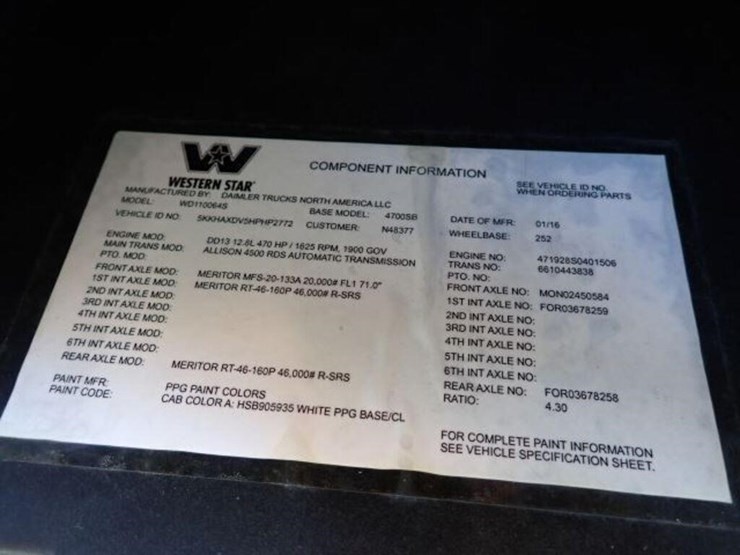 W
WESTERN STAR
COMPONENT INFORMATION
SEE VEHICLE ID NO.
WHEN ORDERING PARTS
MANUFACTURED BY: DAIMLER TRUCKS NORTH AMERICA LLC
MODEL: WD110064S BASE MODEL: 4700SB
VEHICLE ID NO: 5KKHAXDV5HPHP2772 CUSTOMER: N48377
DATE OF MFR: 01/16
WHEELBASE: 252
ENGINE MOD: DD13 12.8L 470 HP / 1625 RPM, 1900 GOV
MAIN TRANS MOD: ALLISON 4500 RDS AUTOMATIC TRANSMISSION
PTO. MOD:
FRONT AXLE MOD: MERITOR MFS-20-133A 20,000# FL1 71.0"
1ST INT AXLE MOD: MERITOR RT-46-160P 46,000# R-SRS
2ND INT AXLE MOD:
3RD INT AXLE MOD:
4TH INT AXLE MOD:
5TH INT AXLE MOD:
6TH INT AXLE MOD:
REAR AXLE MOD: MERITOR RT-46-160P 46,000# R-SRS
ENGINE NO: 471928S0401506
TRANS NO: 6610443838
PTO. NO:
FRONT AXLE NO: MON02450584
1ST INT AXLE NO: FOR03678259
2ND INT AXLE NO:
3RD INT AXLE NO:
4TH INT AXLE NO:
5TH INT AXLE NO:
6TH INT AXLE NO:
REAR AXLE NO: FOR03678258
RATIO: 4.30
PAINT MFR: PPG PAINT COLORS
PAINT CODE: CAB COLOR A: HSB905935 WHITE PPG BASE/CL
FOR COMPLETE PAINT INFORMATION
SEE VEHICLE SPECIFICATION SHEET.